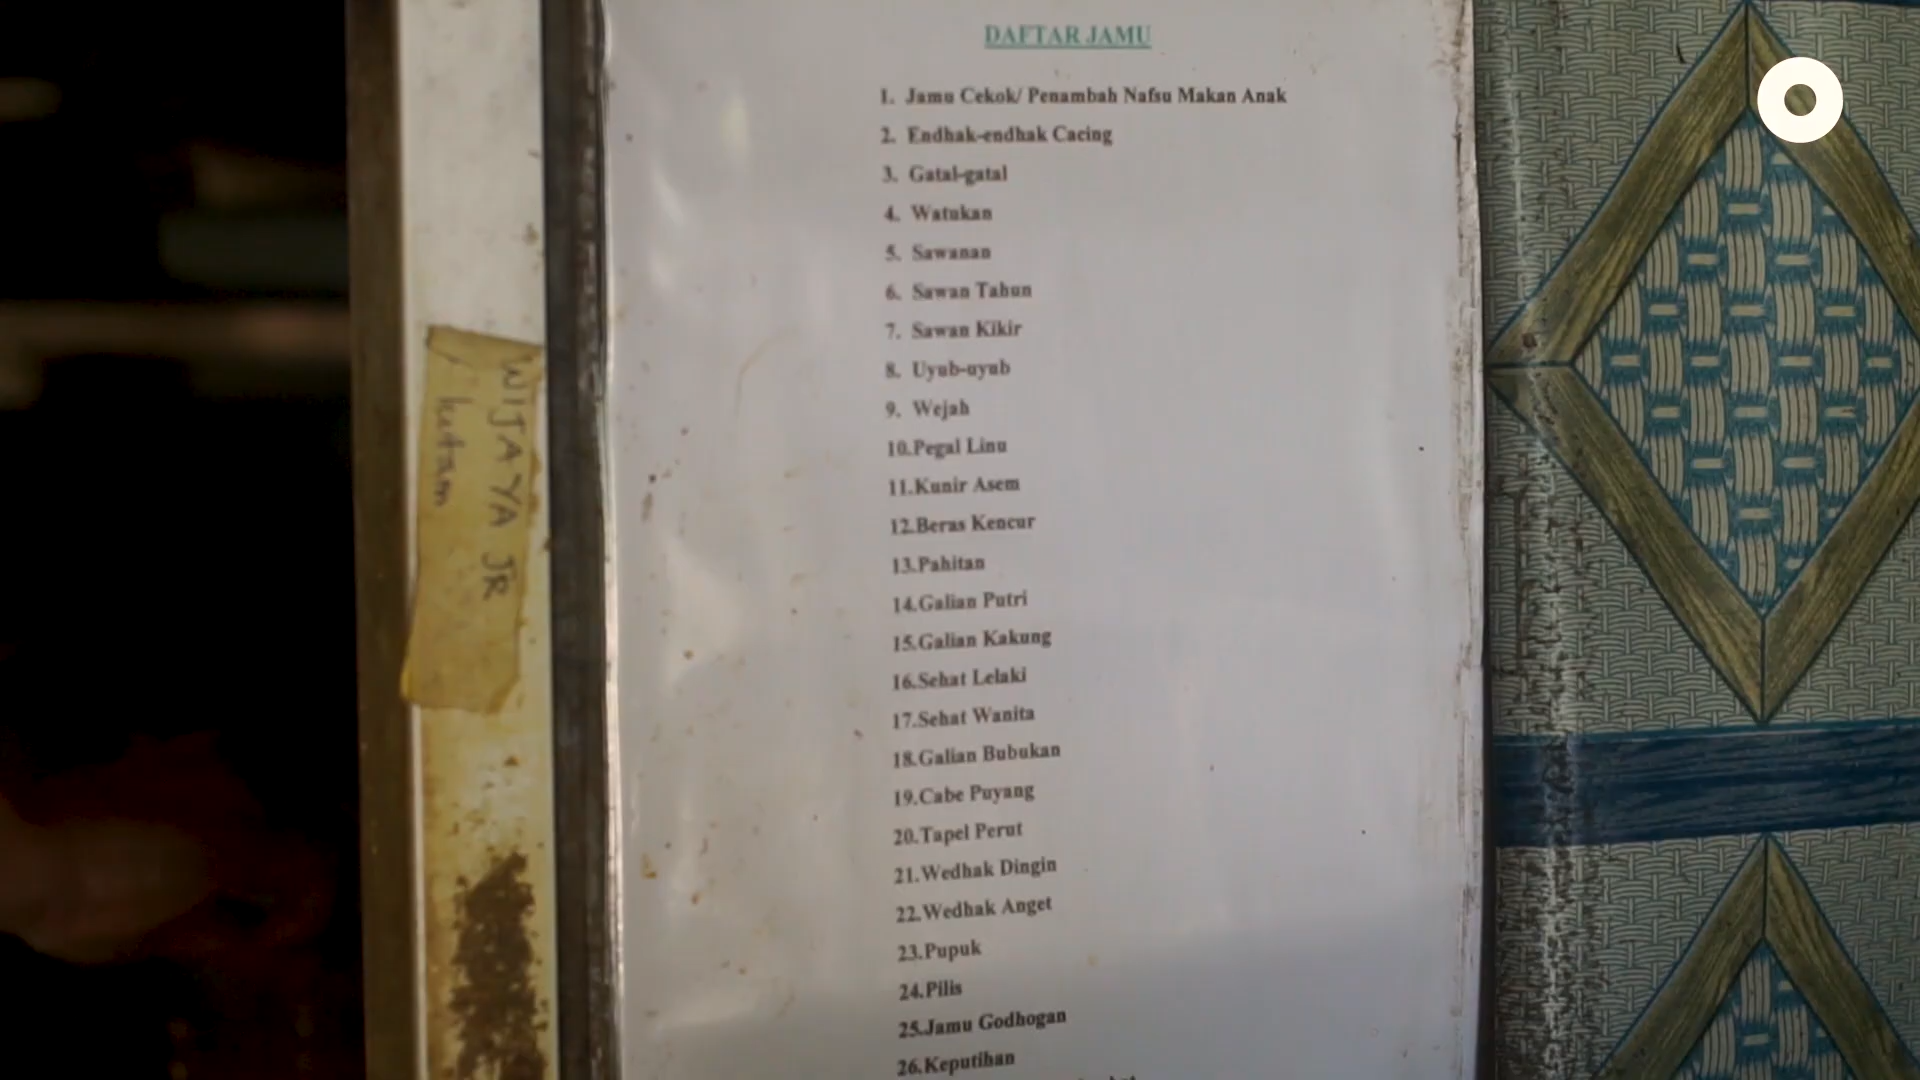 DAFTAR JAMU
1. Jamu Cekok/ Penambah Nafsu Makan Anak
2. Endhak-endhak Cacing
3. Gatal-gatal
4. Watukan
5. Sawanan
6. Sawan Tahun
7. Sawan Kikir
8. Uyub-uyub
9. Wejah
10.Pegal Linu
11.Kunir Asem
12.Beras Kencur
13.Pahitan
14.Galian Putri
15.Galian Kakung
16.Sehat Lelaki
17.Sehat Wanita
18.Galian Bubukan
19.Cabe Puyang
20.Tapel Perut
21.Wedhak Dingin
22.Wedhak Anget
23.Pupuk
24.Pilis
25.Jamu Godhogan
26.Keputihan
WIJAYA JR
hitam